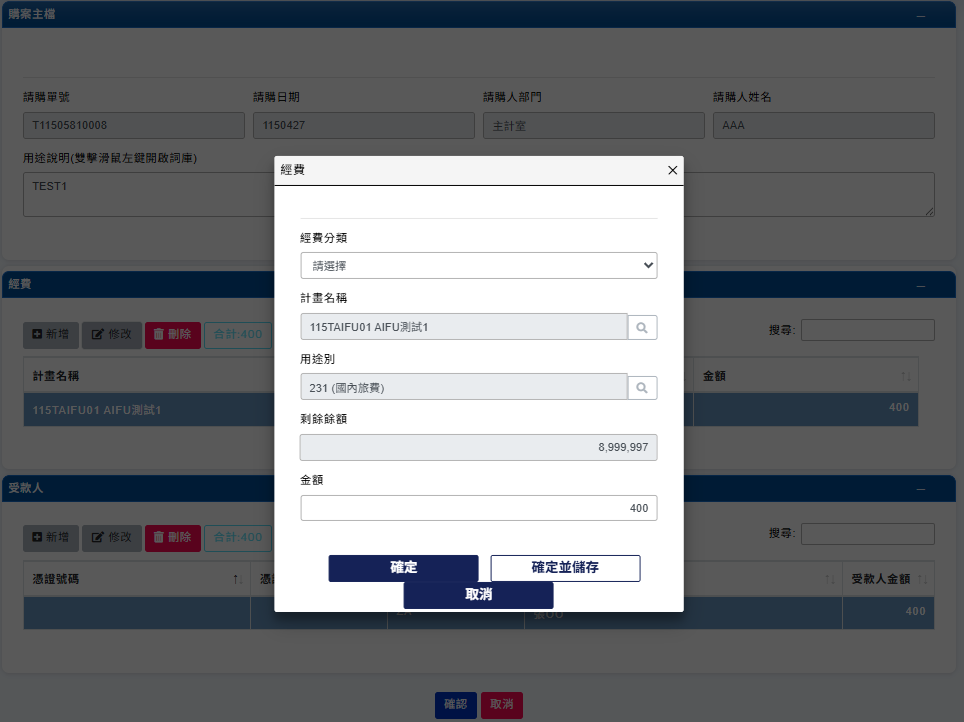 購案主檔
請購單號 請購日期 請購人部門 請購人姓名
T11505810008 1150427 主計室 AAA
用途說明(雙擊滑鼠左鍵開啟詞庫)
TEST1
經費
經費分類
請選擇
計畫名稱
115TAIFU01 AIFU測試1
用途別
231 (國內旅費)
剩餘餘額
8,999,997
金額
400
確定 確定並儲存
取消
經費
新增 修改 刪除 合計:400 搜尋:
計畫名稱 金額
115TAIFU01 AIFU測試1 400
受款人
新增 修改 刪除 合計:400 搜尋:
憑證號碼 受款人金額
400
確認 取消